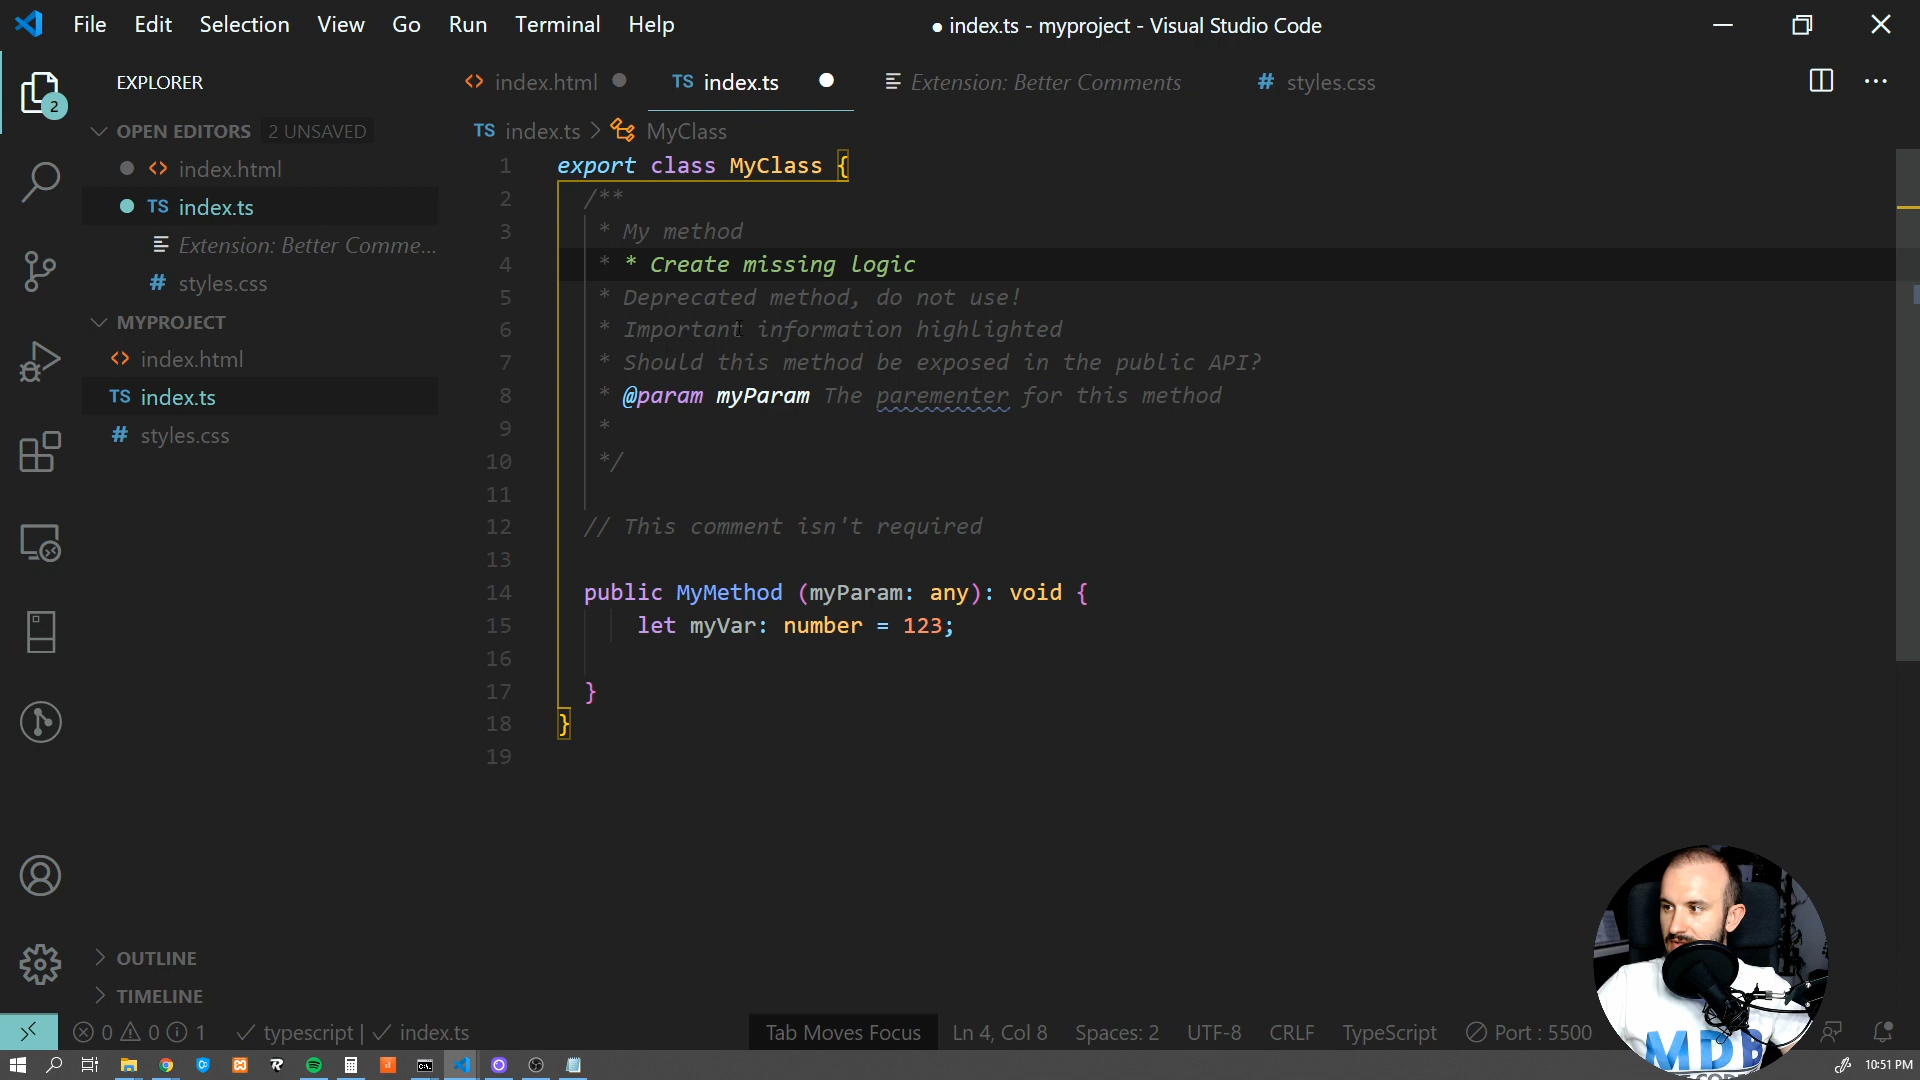 File Edit Selection View Go Run Terminal Help
● index.ts - myproject - Visual Studio Code
2
EXPLORER
OPEN EDITORS 2 UNSAVED
index.html
TS index.ts
Extension: Better Comme...
# styles.css
MYPROJECT
index.html
TS index.ts
# styles.css
OUTLINE
TIMELINE
index.html
TS index.ts
Extension: Better Comments
# styles.css
TS index.ts > MyClass
1 export class MyClass {
2 /**
3 * My method
4 * * Create missing logic
5 * Deprecated method, do not use!
6 * Important information highlighted
7 * Should this method be exposed in the public API?
8 * @param myParam The parementer for this method
9 *
10 */
11
12 // This comment isn't required
13
14 public MyMethod (myParam: any): void {
15 let myVar: number = 123;
16
17 }
18 }
19
0 0 1 typescript | index.ts
Tab Moves Focus Ln 4, Col 8 Spaces: 2 UTF-8 CRLF TypeScript Port : 5500
MDB
10:51 PM